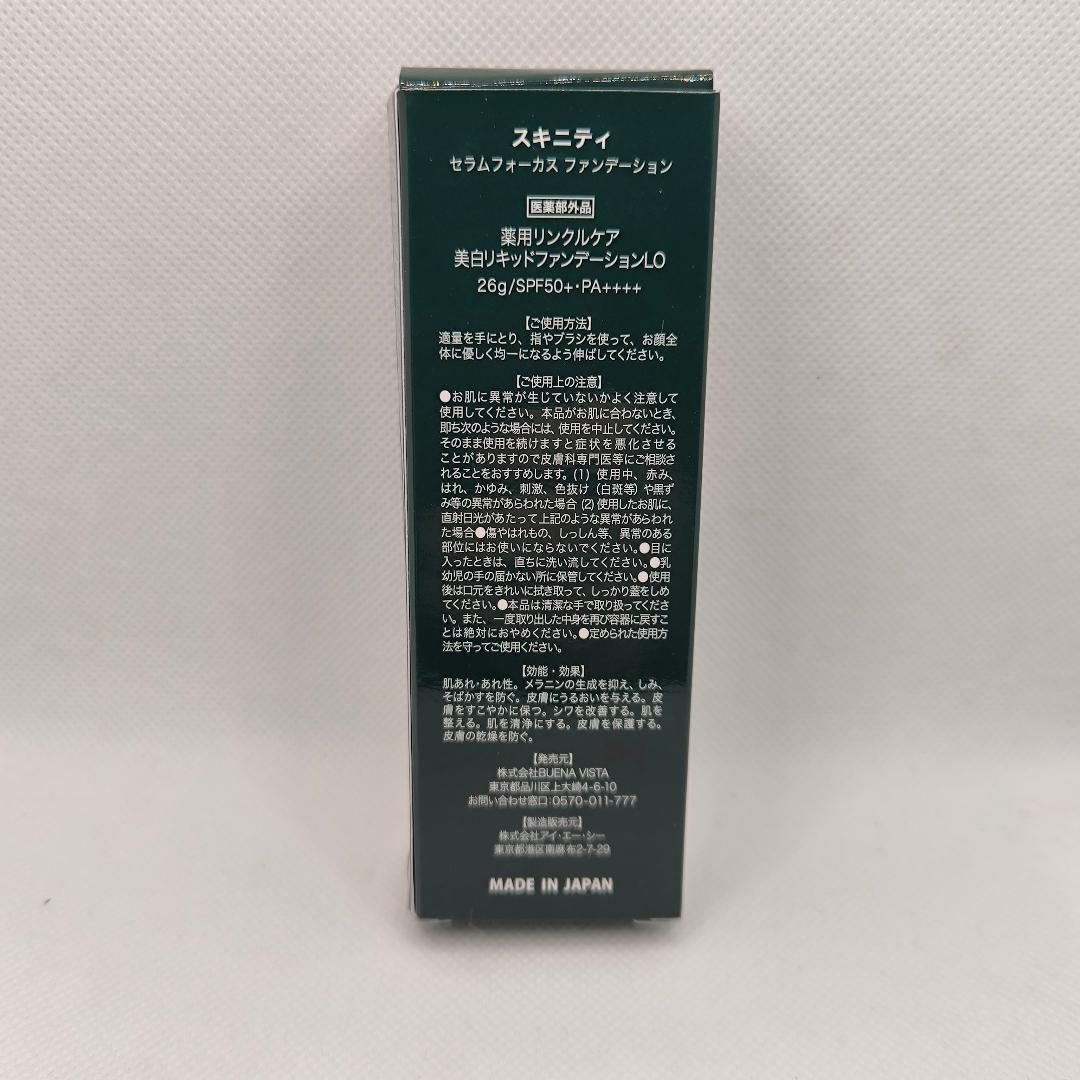 スキニティ
セラムフォーカス ファンデーション
医薬部外品
薬用リンクルケア
美白リキッドファンデーションLO
26g/SPF50+・PA++++
【ご使用方法】
適量を手にとり、指やブラシを使って、お顔全
体に優しく均一になるよう伸ばしてください。
【ご使用上の注意】
●お肌に異常が生じていないかよく注意して
使用してください。本品がお肌に合わないとき、
即ち次のような場合には、使用を中止してください。
そのまま使用を続けますと症状を悪化させる
ことがありますので皮膚科専門医等にご相談さ
れることをおすすめします。(1) 使用中、赤み、
はれ、かゆみ、刺激、色抜け（白斑等）や黒ず
み等の異常があらわれた場合 (2) 使用したお肌に、
直射日光があたって上記のような異常があらわれ
た場合●傷やはれもの、しっしん等、異常のある
部位にはお使いにならないでください。●目に
入ったときは、直ちに洗い流してください。●乳
幼児の手の届かない所に保管してください。●使用
後は口元をきれいに拭き取って、しっかり蓋をしめ
てください。●本品は清潔な手で取り扱ってくださ
い。また、一度取り出した中身を再び容器に戻すこ
とは絶対におやめください。●定められた使用方
法を守ってご使用ください。
【効能・効果】
肌あれ・あれ性。メラニンの生成を抑え、しみ、
そばかすを防ぐ。皮膚にうるおいを与える。皮
膚をすこやかに保つ。シワを改善する。肌を
整える。肌を清浄にする。皮膚を保護する。
皮膚の乾燥を防ぐ。
【発売元】
株式会社BUENA VISTA
東京都品川区上大崎4-6-10
お問い合わせ窓口：0570-011-777
【製造販売元】
株式会社アイ・エー・シー
東京都港区南麻布2-7-29
MADE IN JAPAN